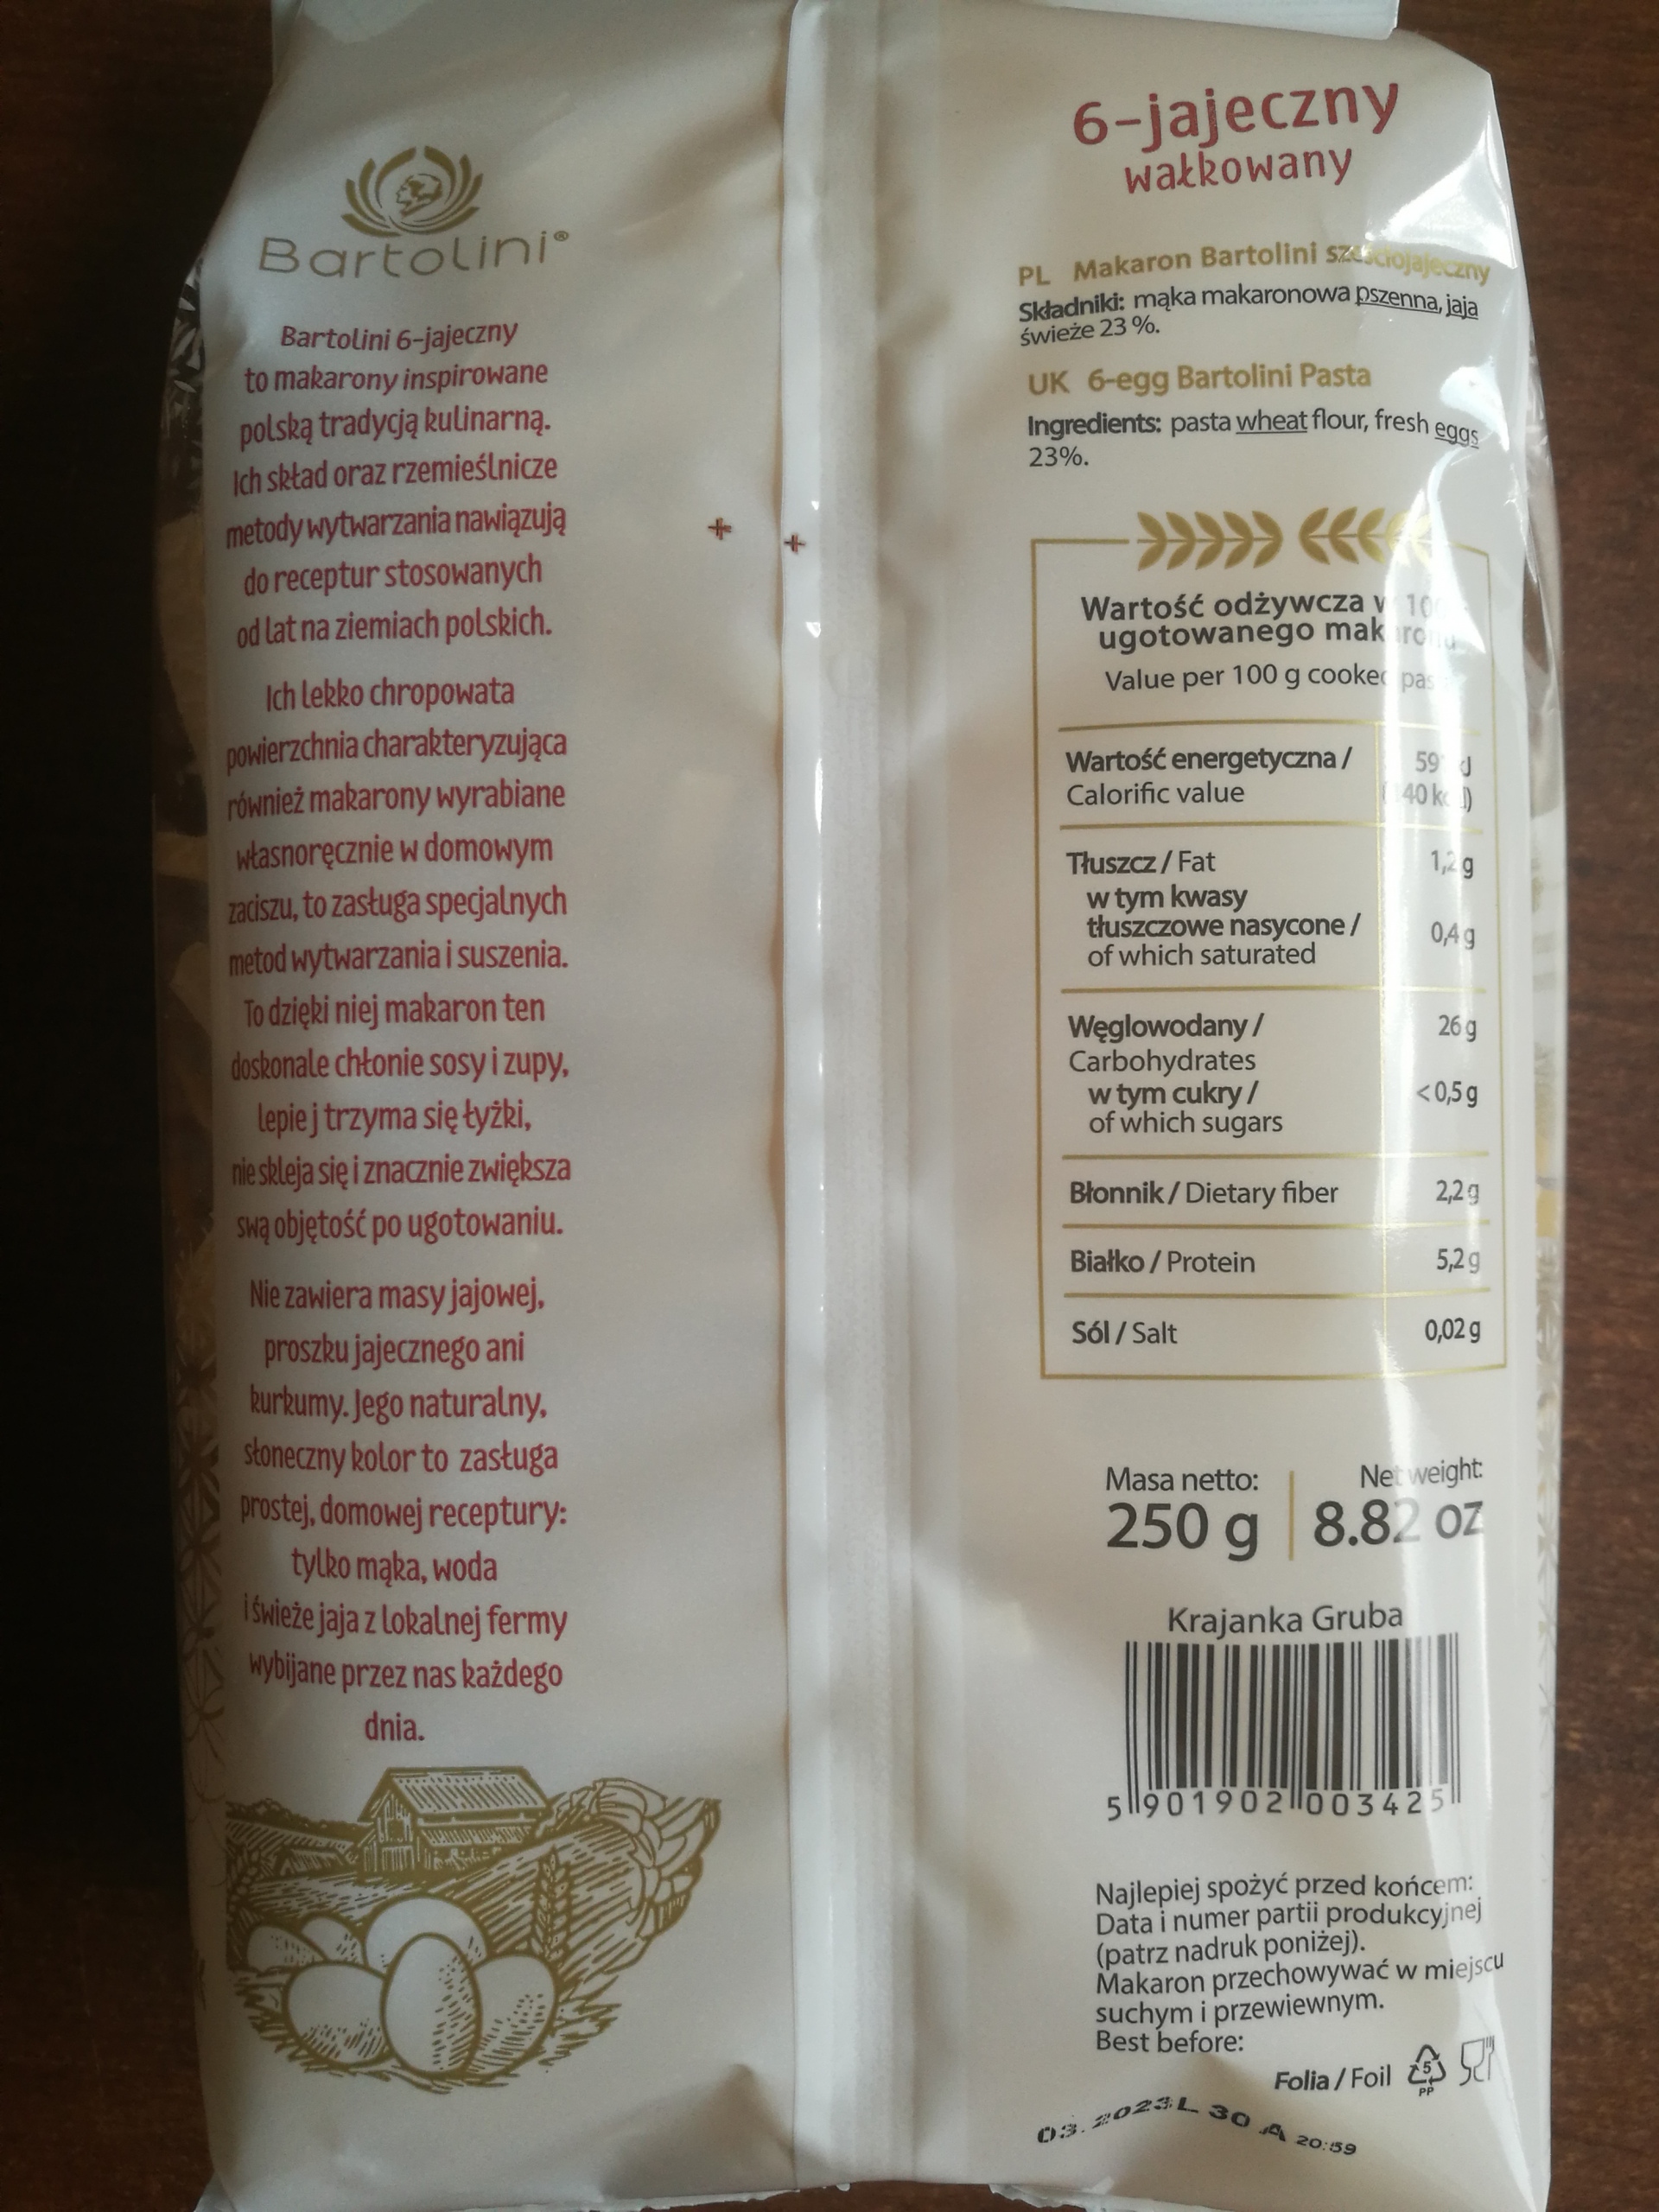 Bartolini®
Bartolini 6-jajeczny
to makarony inspirowane
polską tradycją kulinarną.
Ich skład oraz rzemieślnicze
metody wytwarzania nawiązują
do receptur stosowanych
od lat na ziemiach polskich.
Ich lekko chropowata
powierzchnia charakteryzująca
również makarony wyrabiane
własnoręcznie w domowym
zaciszu, to zasługa specjalnych
metod wytwarzania i suszenia.
To dzięki niej makaron ten
doskonale chłonie sosy i zupy,
lepiej trzyma się łyżki,
nie skleja się i znacznie zwiększa
swą objętość po ugotowaniu.
Nie zawiera masy jajowej,
proszku jajecznego ani
kurkumy. Jego naturalny,
słoneczny kolor to zasługa
prostej, domowej receptury:
tylko mąka, woda
i świeże jaja z lokalnej fermy
wybijane przez nas każdego
dnia.
6-jajeczny
wałkowany
PL Makaron Bartolini sześciojajeczny
Składniki: mąka makaronowa pszenna, jaja
świeże 23 %.
UK 6-egg Bartolini Pasta
Ingredients: pasta wheat flour, fresh eggs
23%.
Wartość odżywcza w 100 g
ugotowanego makaronu
Value per 100 g cooked pasta
Wartość energetyczna /
Calorific value
(140 kcal)
Tłuszcz / Fat 1,2 g
w tym kwasy
tłuszczowe nasycone /
of which saturated 0,4 g
Węglowodany / 26 g
Carbohydrates
w tym cukry / < 0,5 g
of which sugars
Błonnik / Dietary fiber 2,2 g
Białko / Protein 5,2 g
Sól / Salt 0,02 g
Masa netto: Net weight:
250 g 8.82 oz
Krajanka Gruba
5 901902 003425
Najlepiej spożyć przed końcem:
Data i numer partii produkcyjnej
(patrz nadruk poniżej).
Makaron przechowywać w miejscu
suchym i przewiewnym.
Best before:
Folia / Foil 5 PP
03.2023L 30 A 20:59